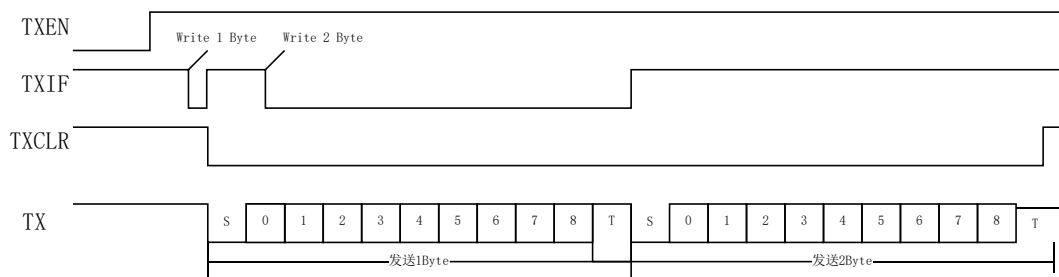 TXEN
Write 1 Byte Write 2 Byte
TXIF
TXCLR
TX S 0 1 2 3 4 5 6 7 8 T S 0 1 2 3 4 5 6 7 8 T
发送1Byte 发送2Byte